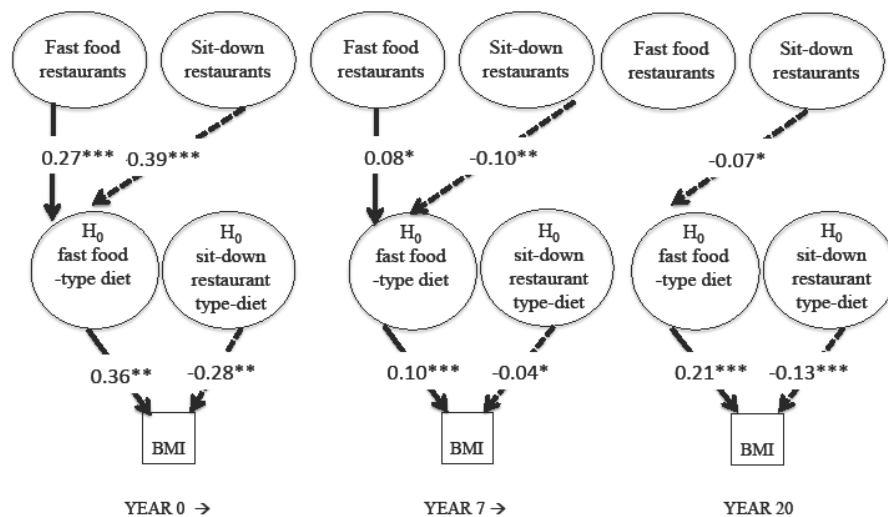 Fast food
restaurants
Sit-down
restaurants
Fast food
restaurants
Sit-down
restaurants
Fast food
restaurants
Sit-down
restaurants
0.27***
-0.39***
0.08*
-0.10**
-0.07*
H₀
fast food
-type diet
H₀
sit-down
restaurant
type-diet
H₀
fast food
-type diet
H₀
sit-down
restaurant
type-diet
H₀
fast food
-type diet
H₀
sit-down
restaurant
type-diet
0.36**
-0.28**
0.10***
-0.04*
0.21***
-0.13***
BMI
BMI
BMI
YEAR 0 →
YEAR 7 →
YEAR 20